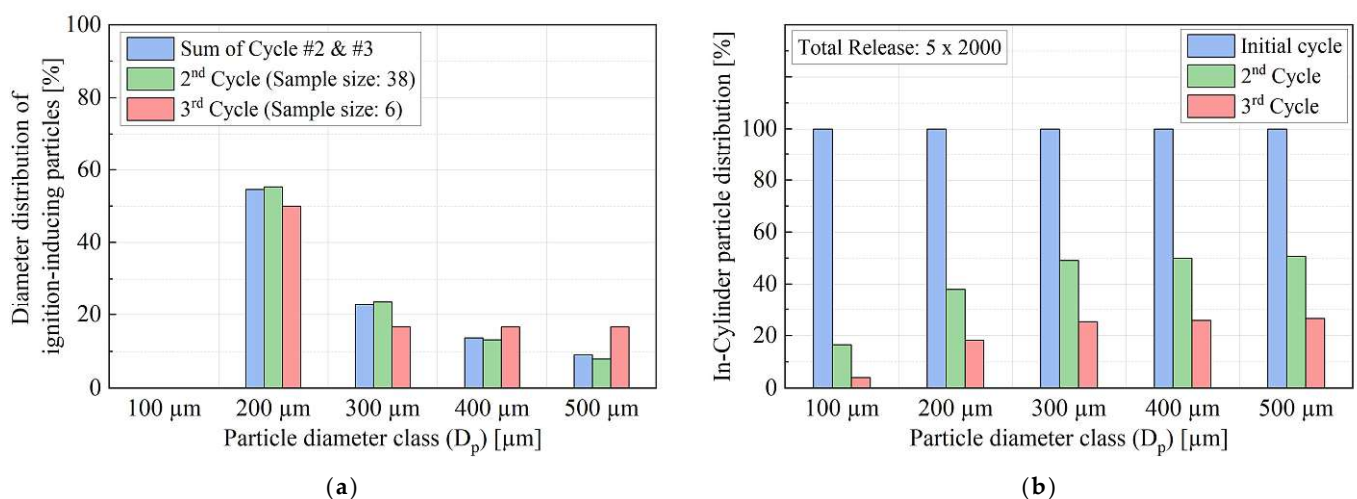 100
80
60
40
20
0
Diameter distribution of
ignition-inducing particles [%]
Sum of Cycle #2 & #3
2nd Cycle (Sample size: 38)
3rd Cycle (Sample size: 6)
100 µm 200 µm 300 µm 400 µm 500 µm
Particle diameter class (Dp) [µm]
(a)
In-Cylinder particle distribution [%]
100
80
60
40
20
0
Total Release: 5 x 2000
Initial cycle
2nd Cycle
3rd Cycle
100 µm 200 µm 300 µm 400 µm 500 µm
Particle diameter class (Dp) [µm]
(b)